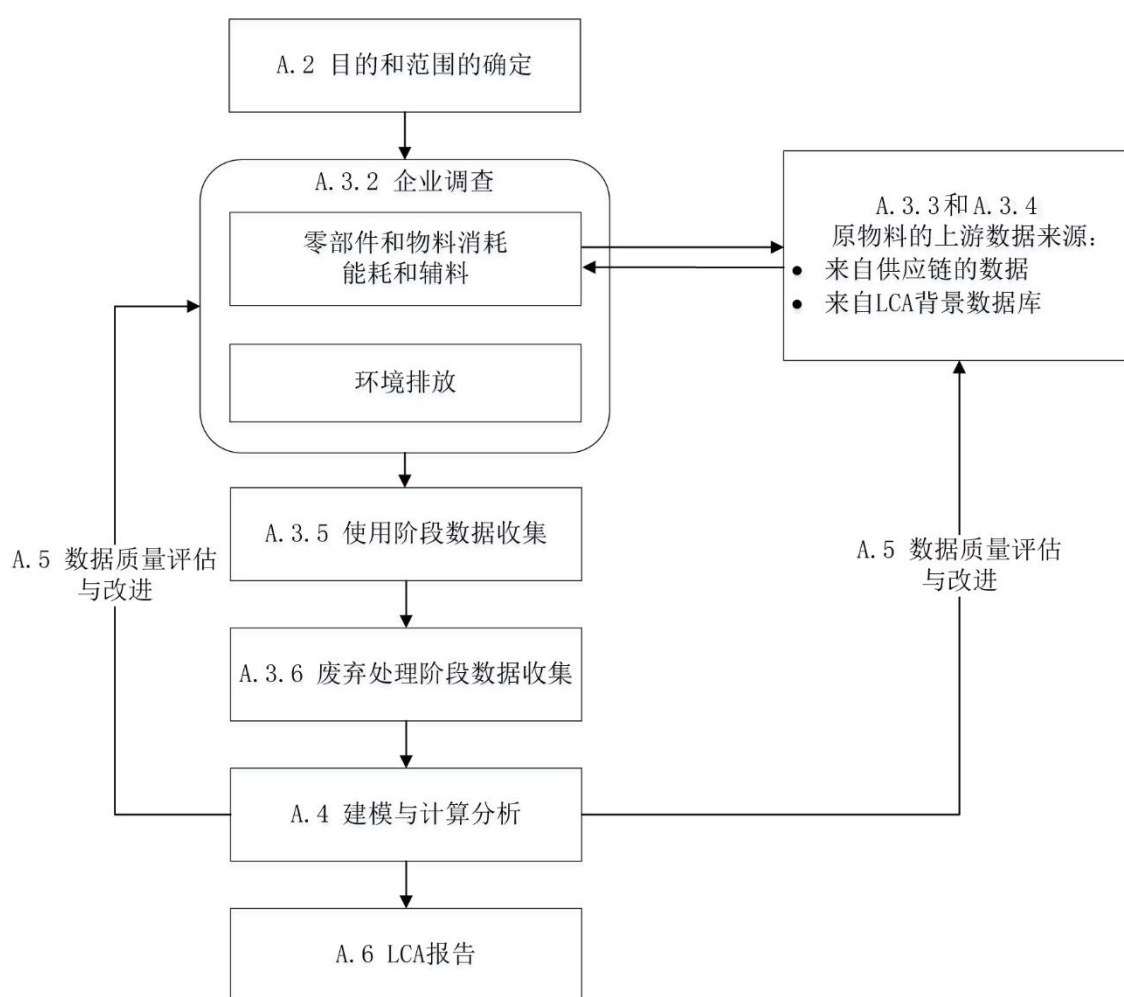 A.2 目的和范围的确定
A.3.2 企业调查
零部件和物料消耗
能耗和辅料
环境排放
A.3.3和A.3.4
原物料的上游数据来源：
● 来自供应链的数据
● 来自LCA背景数据库
A.3.5 使用阶段数据收集
A.5 数据质量评估
与改进
A.5 数据质量评估
与改进
A.3.6 废弃处理阶段数据收集
A.4 建模与计算分析
A.6 LCA报告